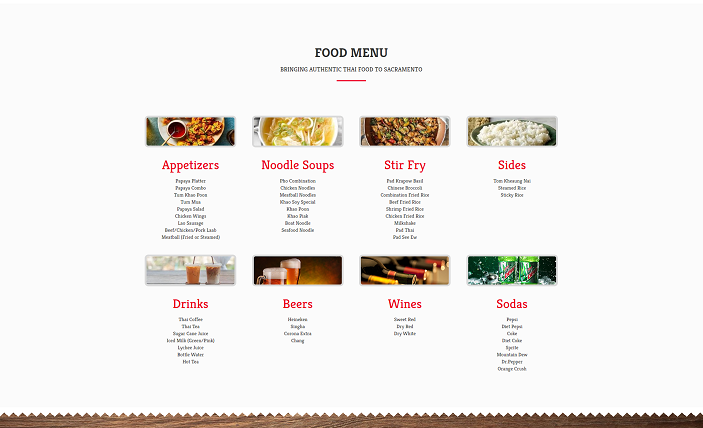 FOOD MENU
BRINGING AUTHENTIC THAI FOOD TO SACRAMENTO
Appetizers
Papaya Platter
Papaya Combo
Tum Khao Poon
Tum Mua
Papaya Salad
Chicken Wings
Lao Sausage
Beef/Chicken/Pork Laab
Meatball (Fried or Steamed)
Noodle Soups
Pho Combination
Chicken Noodles
Meatball Noodles
Khao Soy Special
Khao Poon
Khao Piak
Boat Noodle
Seafood Noodle
Stir Fry
Pad Krapow Basil
Chinese Broccoli
Combination Fried Rice
Beef Fried Rice
Shrimp Fried Rice
Chicken Fried Rice
Milkshake
Pad Thai
Pad See Ew
Sides
Tom Kheaung Nai
Steamed Rice
Sticky Rice
Drinks
Thai Coffee
Thai Tea
Sugar Cane Juice
Iced Milk (Green/Pink)
Lychee Juice
Bottle Water
Hot Tea
Beers
Heineken
Singha
Corona Extra
Chang
Wines
Sweet Red
Dry Red
Dry White
Sodas
Pepsi
Diet Pepsi
Coke
Diet Coke
Sprite
Mountain Dew
Dr.Pepper
Orange Crush